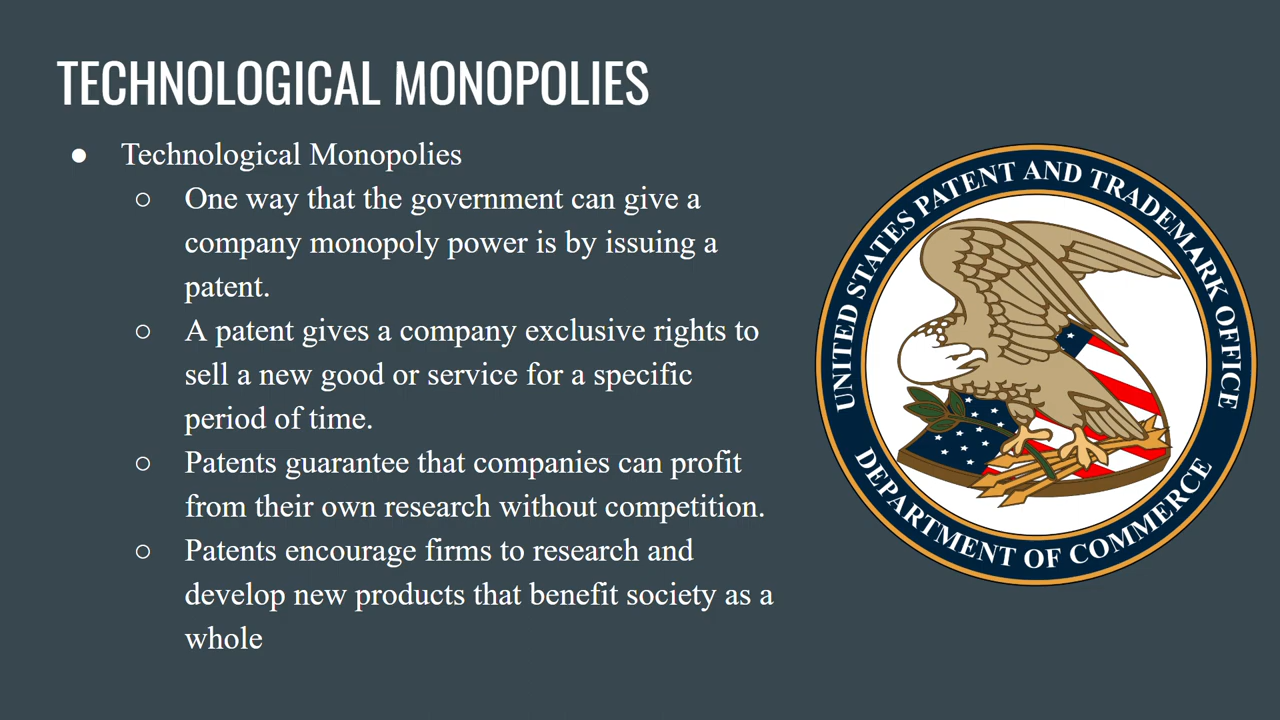 TECHNOLOGICAL MONOPOLIES
● Technological Monopolies
○ One way that the government can give a
company monopoly power is by issuing a
patent.
○ A patent gives a company exclusive rights to
sell a new good or service for a specific
period of time.
○ Patents guarantee that companies can profit
from their own research without competition.
○ Patents encourage firms to research and
develop new products that benefit society as a
whole
UNITED STATES PATENT AND TRADEMARK OFFICE
DEPARTMENT OF COMMERCE